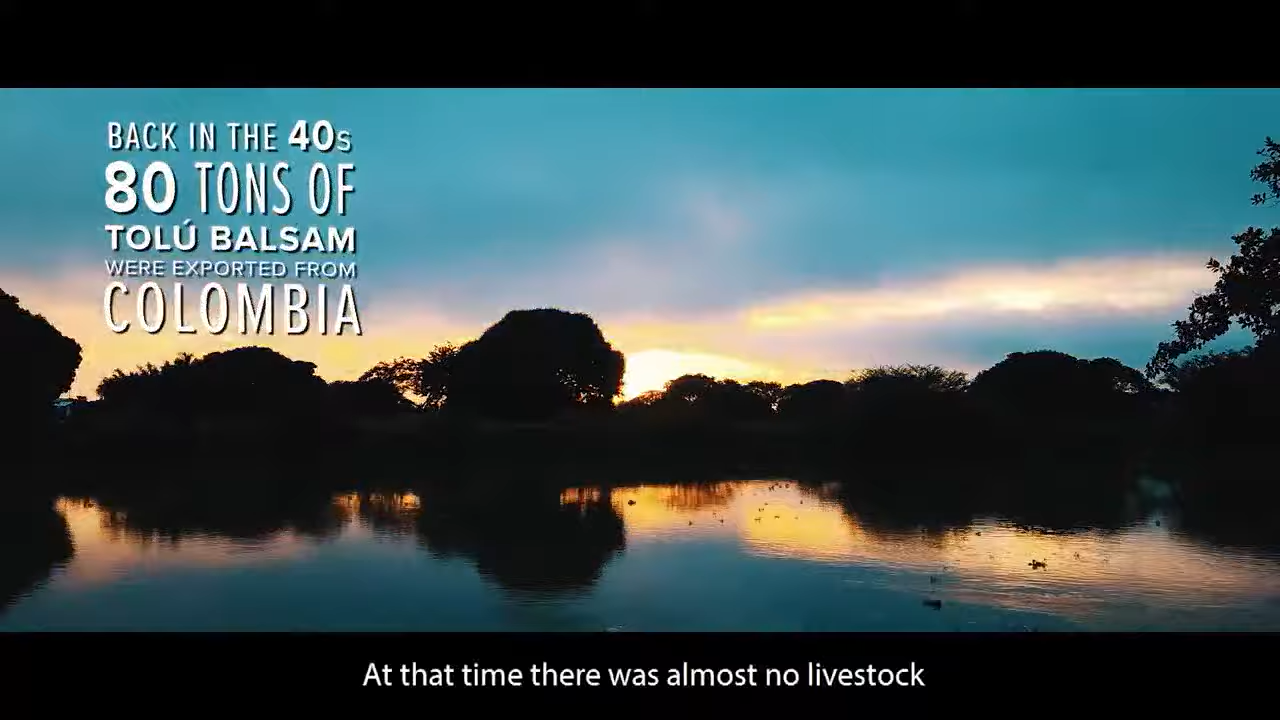 BACK IN THE 40s
80 TONS OF
TOLÚ BALSAM
WERE EXPORTED FROM
COLOMBIA
At that time there was almost no livestock